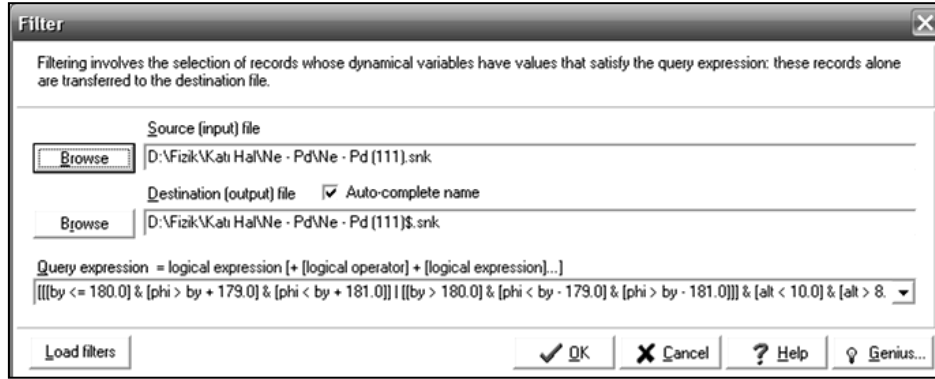 Filter
Filtering involves the selection of records whose dynamical variables have values that satisfy the query expression: these records alone
are transferred to the destination file.
Source (input) file
Browse D:\Fizik\Katı Hal\Ne - Pd\Ne - Pd (111).snk
Destination (output) file Auto-complete name
Browse D:\Fizik\Katı Hal\Ne - Pd\Ne - Pd (111)$.snk
Query expression = logical expression [+ [logical operator] + [logical expression]...]
[[[by <= 180.0] & [phi > by + 179.0] & [phi < by + 181.0]] | [[by > 180.0] & [phi < by - 179.0] & [phi > by - 181.0]]] & [alt < 10.0] & [alt > 8.
Load filters OK Cancel Help Genius...